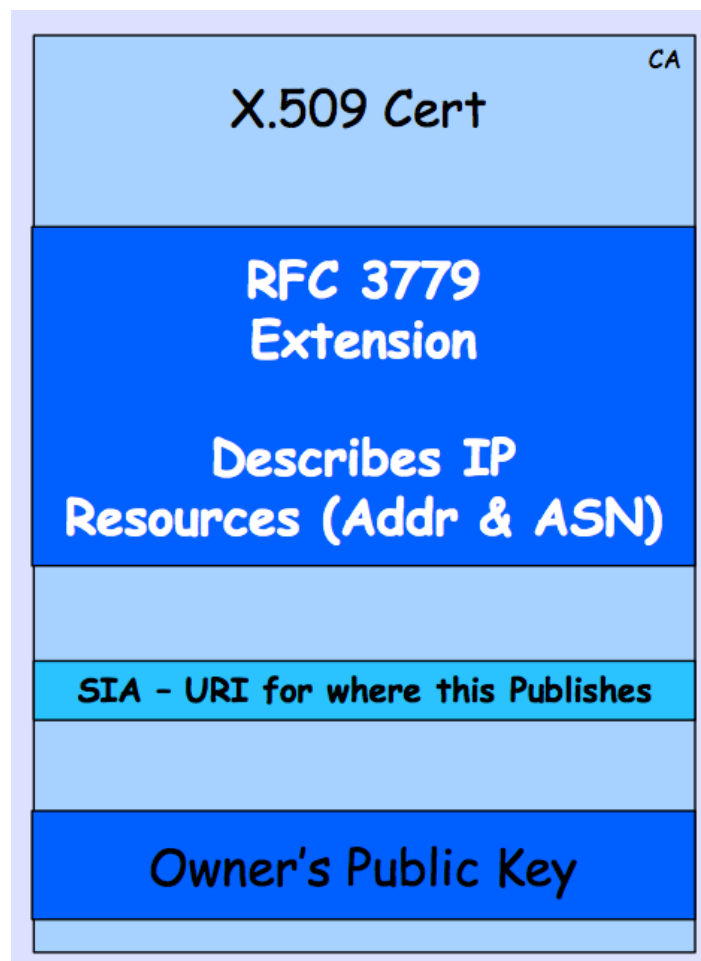 CA
X.509 Cert
RFC 3779
Extension
Describes IP
Resources (Addr & ASN)
SIA – URI for where this Publishes
Owner's Public Key